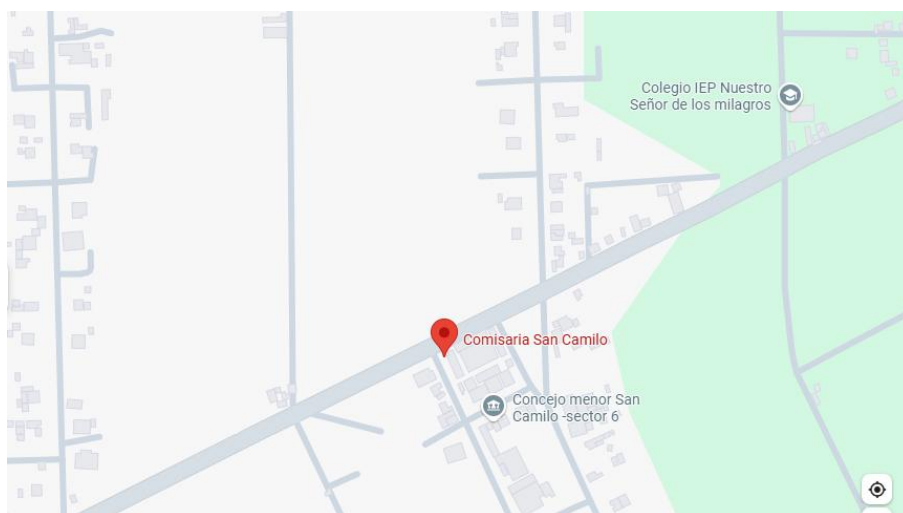 Colegio IEP Nuestro
Señor de los milagros
Comisaria San Camilo
Concejo menor San
Camilo -sector 6